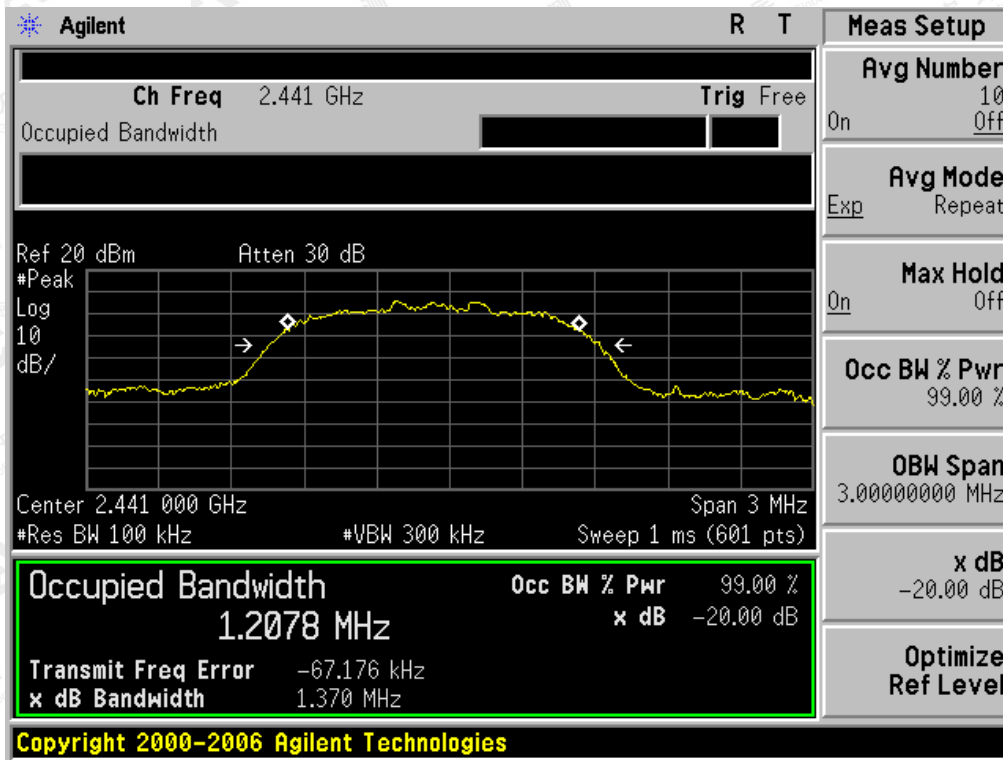 Agilent R T
Ch Freq 2.441 GHz Trig Free
Occupied Bandwidth
Ref 20 dBm Atten 30 dB
#Peak
Log
10
dB/
Center 2.441 000 GHz Span 3 MHz
#Res BW 100 kHz #VBW 300 kHz Sweep 1 ms (601 pts)
Occupied Bandwidth Occ BW % Pwr 99.00 %
1.2078 MHz x dB -20.00 dB
Transmit Freq Error -67.176 kHz
x dB Bandwidth 1.370 MHz
Copyright 2000-2006 Agilent Technologies
Meas Setup
Avg Number
10
On Off
Avg Mode
Exp Repeat
Max Hold
On Off
Occ BW % Pwr
99.00 %
OBW Span
3.00000000 MHz
x dB
-20.00 dB
Optimize
Ref Level